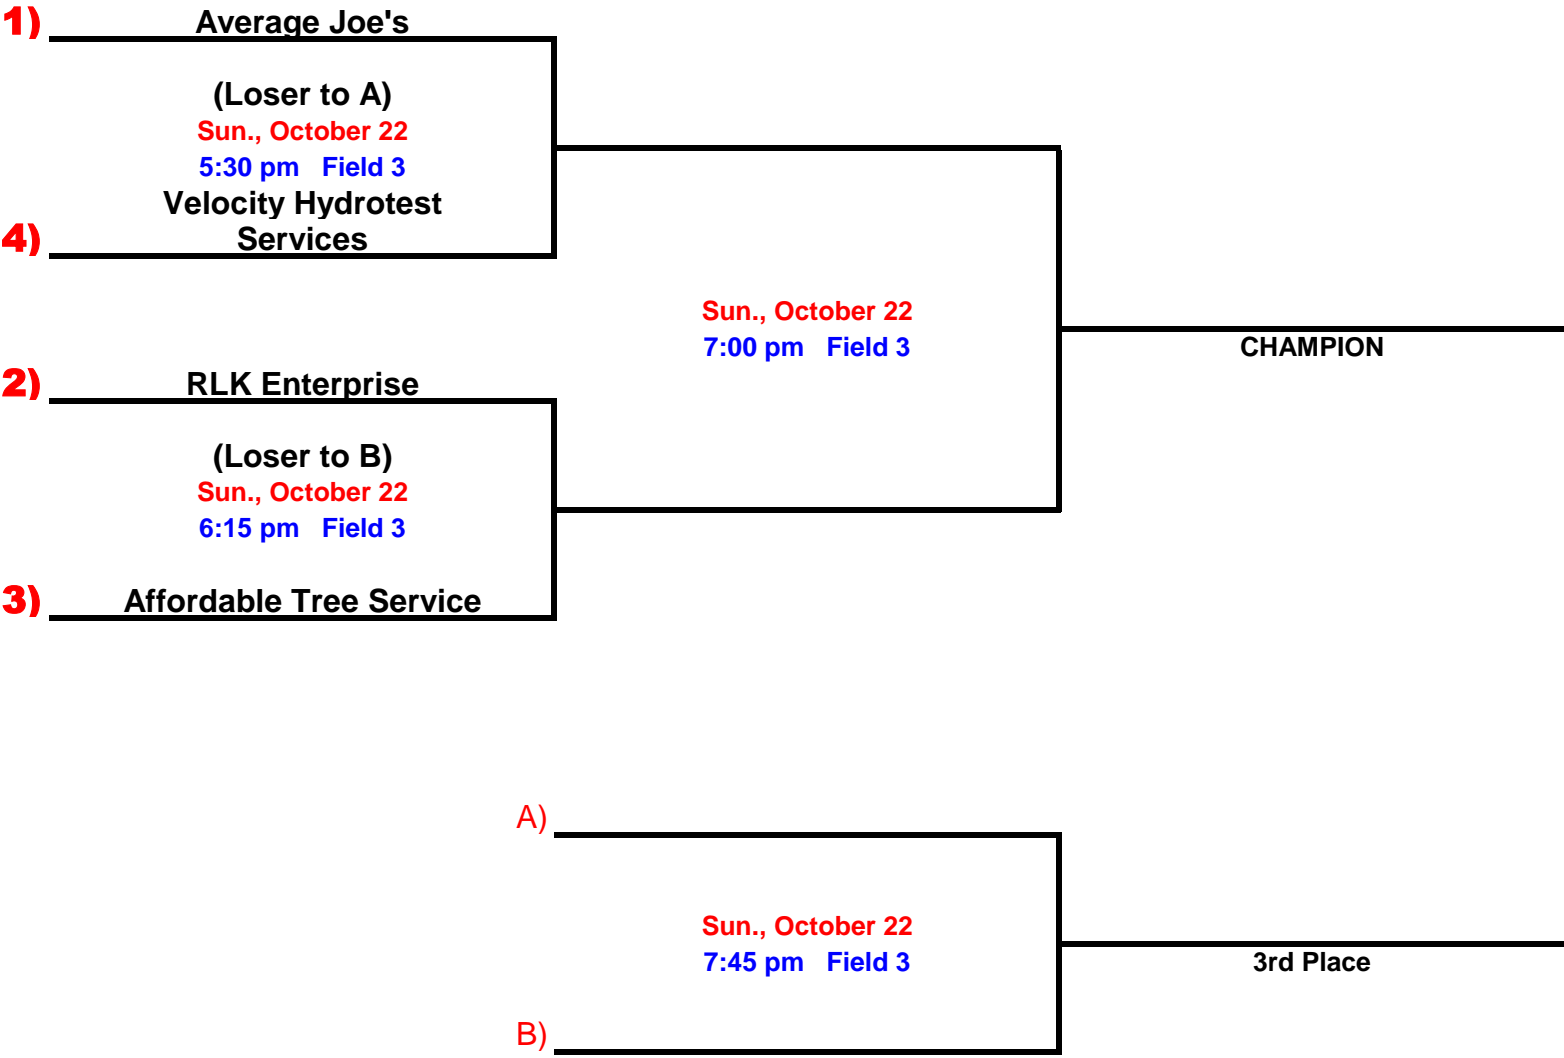 1) Average Joe's
(Loser to A)
Sun., October 22
5:30 pm Field 3
Velocity Hydrotest
4) Services
Sun., October 22
7:00 pm Field 3
CHAMPION
2) RLK Enterprise
(Loser to B)
Sun., October 22
6:15 pm Field 3
3) Affordable Tree Service
A)
Sun., October 22
7:45 pm Field 3
3rd Place
B)